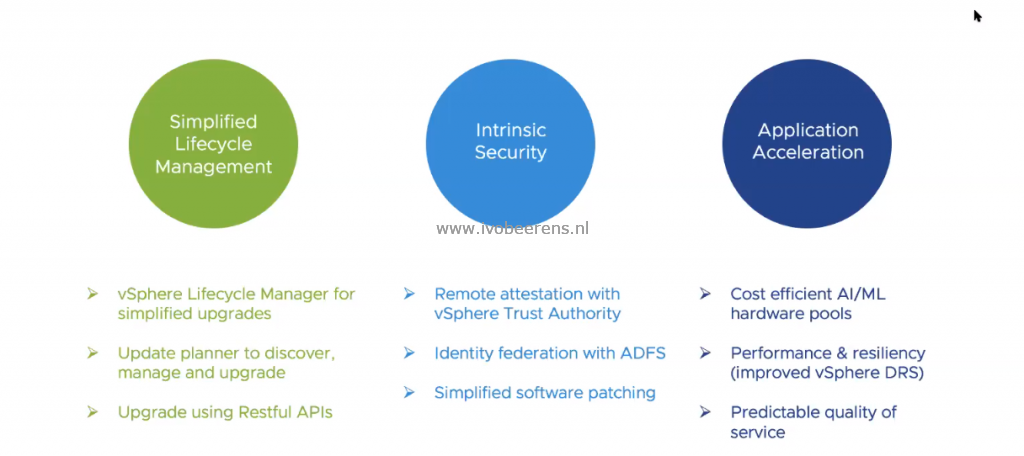 Simplified
Lifecycle
Management
Intrinsic
Security
Application
Acceleration
www.ivobeerens.nl
➢ vSphere Lifecycle Manager for
simplified upgrades
➢ Update planner to discover,
manage and upgrade
➢ Upgrade using Restful APIs
➢ Remote attestation with
vSphere Trust Authority
➢ Identity federation with ADFS
➢ Simplified software patching
➢ Cost efficient AI/ML
hardware pools
➢ Performance & resiliency
(improved vSphere DRS)
➢ Predictable quality of
service